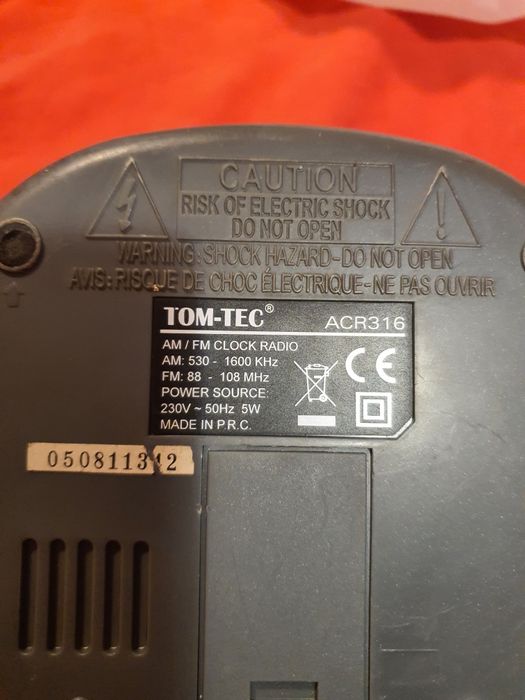 CAUTION
RISK OF ELECTRIC SHOCK
DO NOT OPEN
WARNING: SHOCK HAZARD-DO NOT OPEN
AVIS: RISQUE DE CHOC ÉLECTRIQUE-NE PAS OUVRIR
TOM-TEC® ACR316
AM / FM CLOCK RADIO
AM: 530 - 1600 KHz
FM: 88 - 108 MHz
POWER SOURCE:
230V ~ 50Hz 5W
MADE IN P.R.C.
CE